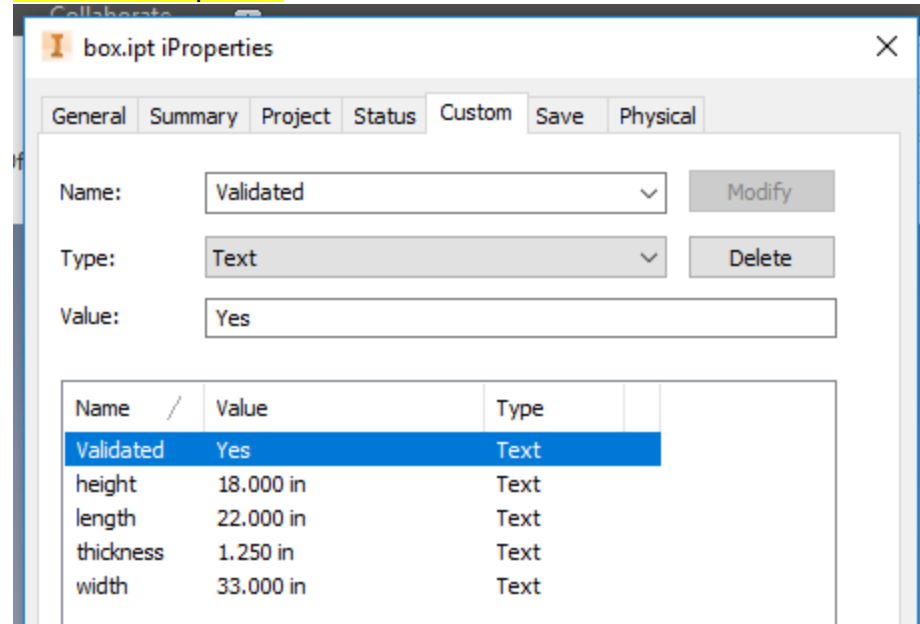 Collaborate
box.ipt iProperties
General Summary Project Status Custom Save Physical
Name: Validated Modify
Type: Text Delete
Value: Yes
Name Value Type
Validated Yes Text
height 18.000 in Text
length 22.000 in Text
thickness 1.250 in Text
width 33.000 in Text